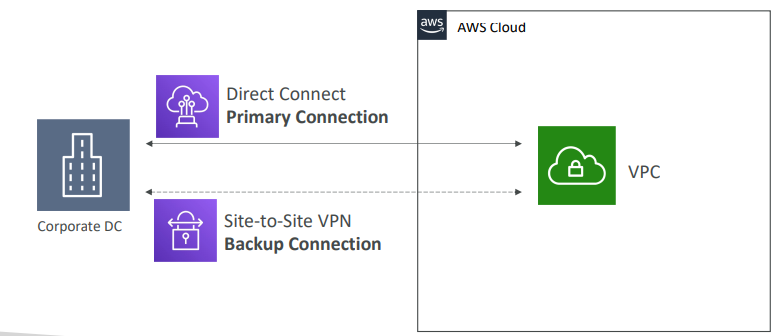 aws
AWS Cloud
Direct Connect
Primary Connection
Corporate DC
VPC
Site-to-Site VPN
Backup Connection